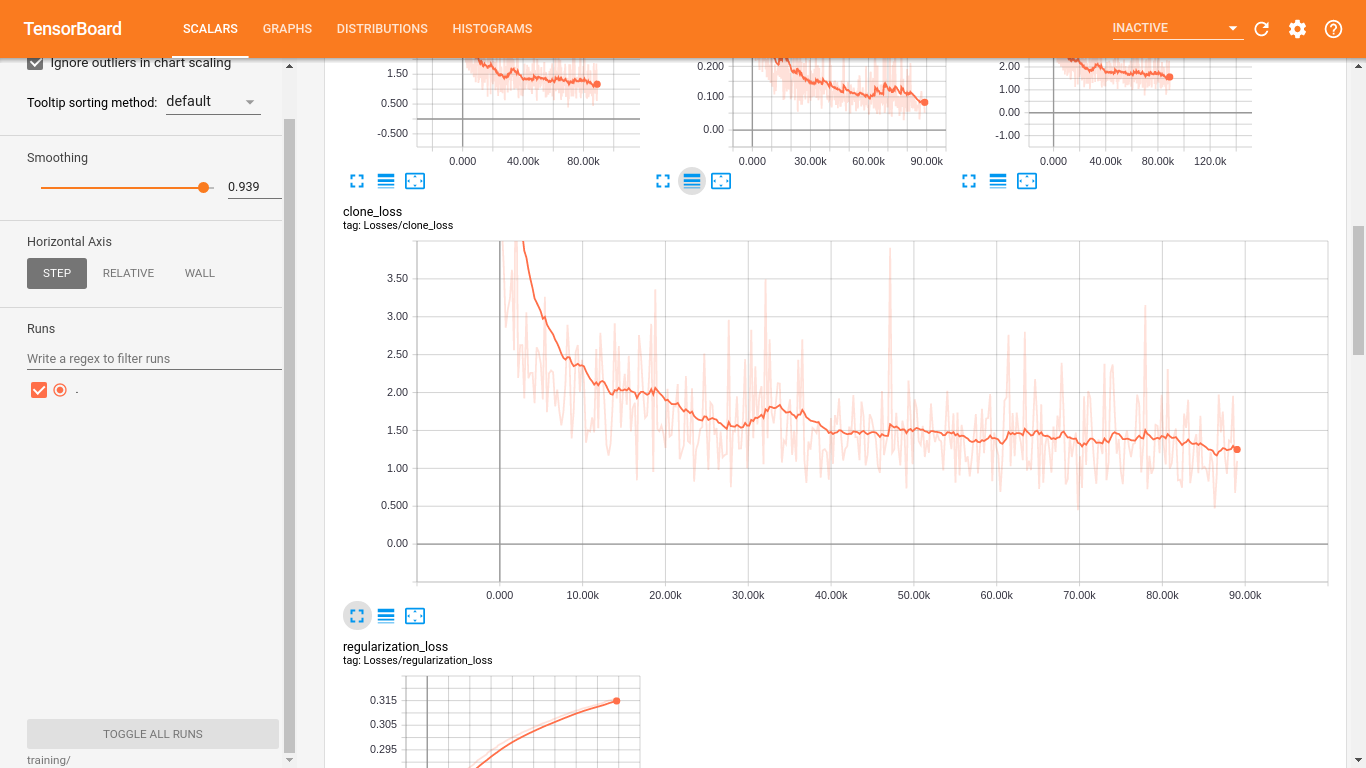 TensorBoard SCALARS GRAPHS DISTRIBUTIONS HISTOGRAMS INACTIVE
Ignore outliers in chart scaling
Tooltip sorting method: default
Smoothing
0.939
Horizontal Axis
STEP RELATIVE WALL
Runs
Write a regex to filter runs
.
TOGGLE ALL RUNS
training/
1.50
0.500
-0.500
0.000 40.00k 80.00k
0.200
0.100
0.00
0.000 30.00k 60.00k 90.00k
2.00
1.00
0.00
-1.00
0.000 40.00k 80.00k 120.0k
clone_loss
tag: Losses/clone_loss
3.50
3.00
2.50
2.00
1.50
1.00
0.500
0.00
0.000 10.00k 20.00k 30.00k 40.00k 50.00k 60.00k 70.00k 80.00k 90.00k
regularization_loss
tag: Losses/regularization_loss
0.315
0.305
0.295